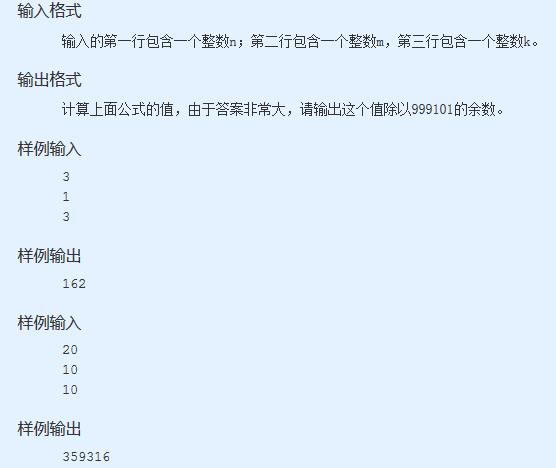 输入格式
输入的第一行包含一个整数n；第二行包含一个整数m，第三行包含一个整数k。
输出格式
计算上面公式的值，由于答案非常大，请输出这个值除以999101的余数。
样例输入
3
1
3
样例输出
162
样例输入
20
10
10
样例输出
359316